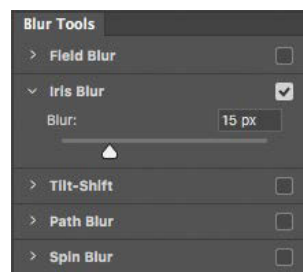 Blur Tools
Field Blur
Iris Blur
Blur: 15 px
Tilt-Shift
Path Blur
Spin Blur